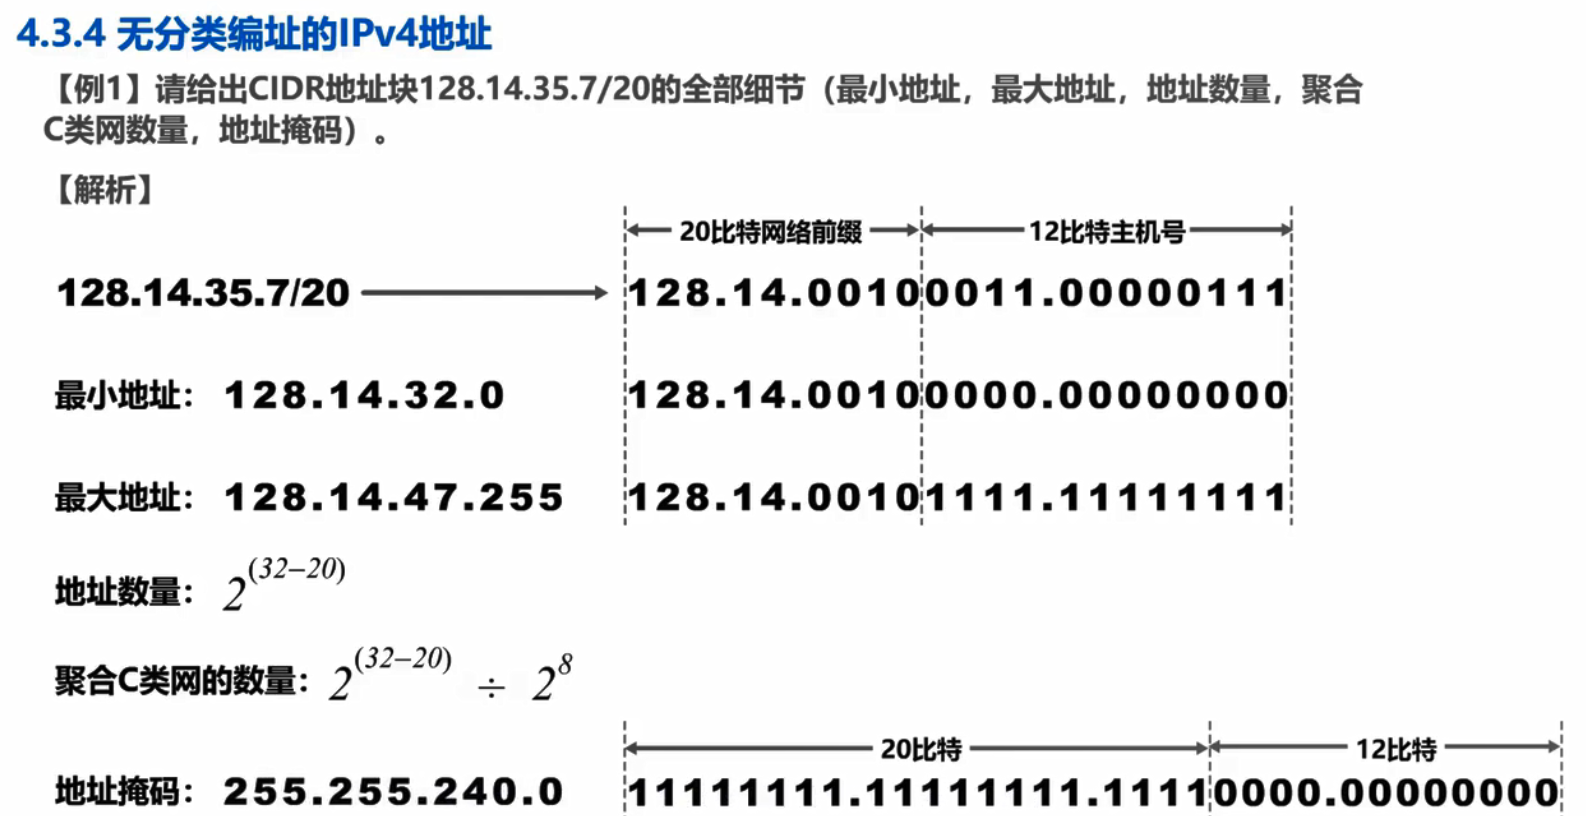 4.3.4 无分类编址的IPv4地址
【例1】请给出CIDR地址块128.14.35.7/20的全部细节（最小地址，最大地址，地址数量，聚合
C类网数量，地址掩码）。
【解析】
20比特网络前缀 12比特主机号
128.14.35.7/20 128.14.00100011.00000111
最小地址： 128.14.32.0 128.14.00100000.00000000
最大地址： 128.14.47.255 128.14.00101111.11111111
地址数量： 2^(32–20)
聚合C类网的数量： 2^(32–20) ÷ 2^8
20比特 12比特
地址掩码： 255.255.240.0 11111111.11111111.11110000.00000000